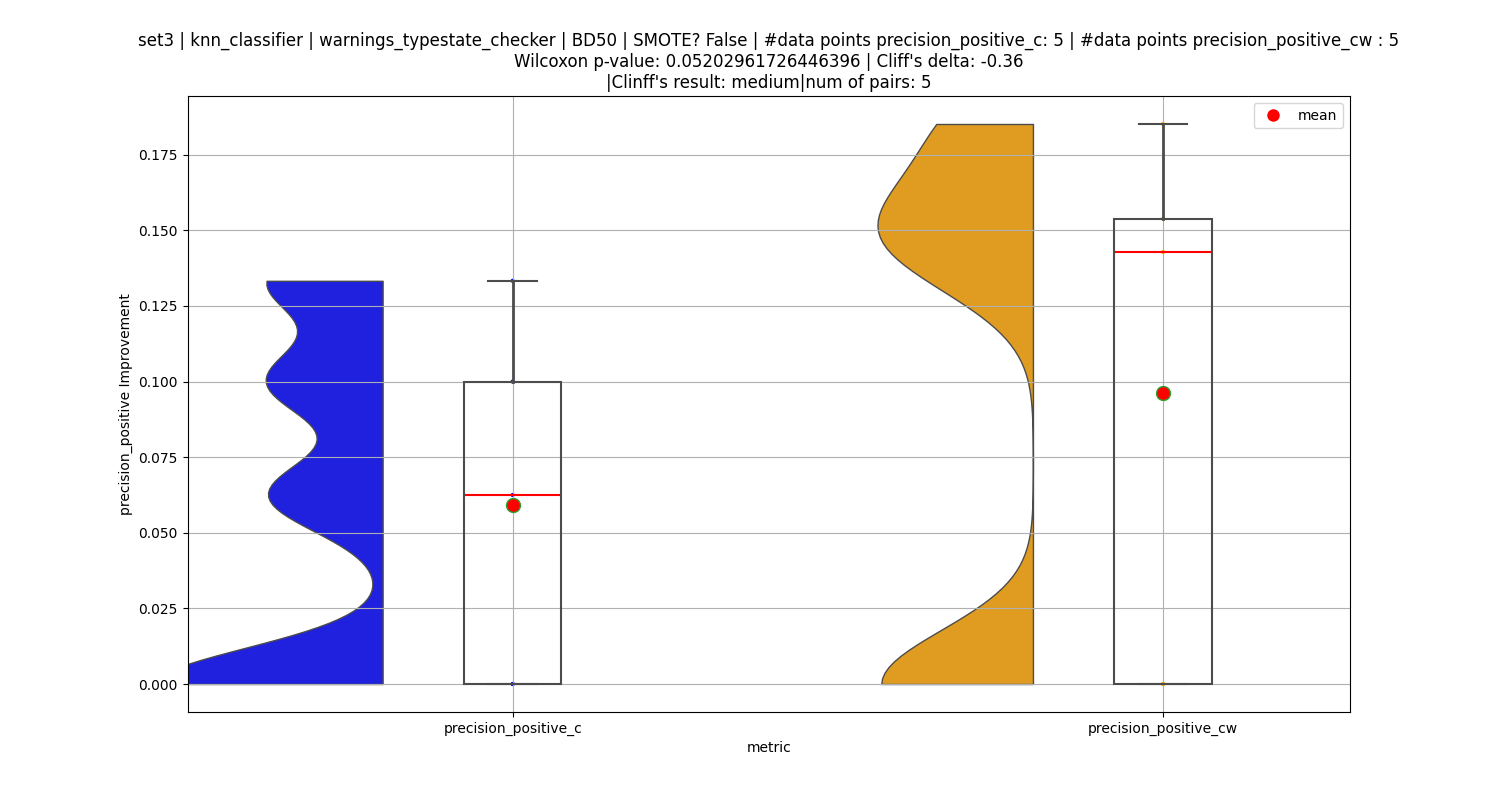 set3 | knn_classifier | warnings_typestate_checker | BD50 | SMOTE? False | #data points precision_positive_c: 5 | #data points precision_positive_cw : 5
Wilcoxon p-value: 0.05202961726446396 | Cliff's delta: -0.36
|Clinff's result: medium|num of pairs: 5
mean
0.175
0.150
0.125
0.100
0.075
0.050
0.025
0.000
precision_positive Improvement
precision_positive_c
precision_positive_cw
metric